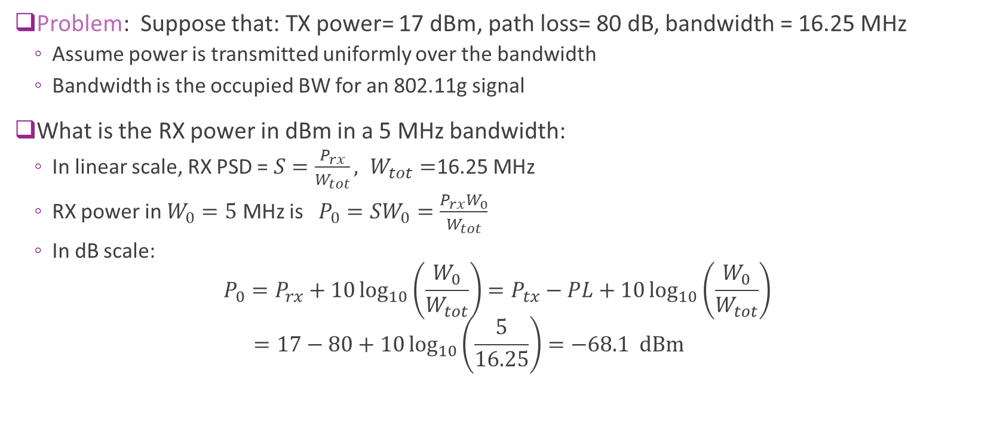 ❑Problem: Suppose that: TX power= 17 dBm, path loss= 80 dB, bandwidth = 16.25 MHz
◦ Assume power is transmitted uniformly over the bandwidth
◦ Bandwidth is the occupied BW for an 802.11g signal
❑What is the RX power in dBm in a 5 MHz bandwidth:
◦ In linear scale, RX PSD = $S = \frac{P_{rx}}{W_{tot}}$, $W_{tot}$ =16.25 MHz
◦ RX power in $W_0 = 5$ MHz is $P_0 = SW_0 = \frac{P_{rx}W_0}{W_{tot}}$
◦ In dB scale:
$P_0 = P_{rx} + 10\log_{10}\left(\frac{W_0}{W_{tot}}\right) = P_{tx} - PL + 10\log_{10}\left(\frac{W_0}{W_{tot}}\right)$
$= 17 - 80 + 10\log_{10}\left(\frac{5}{16.25}\right) = -68.1$ dBm